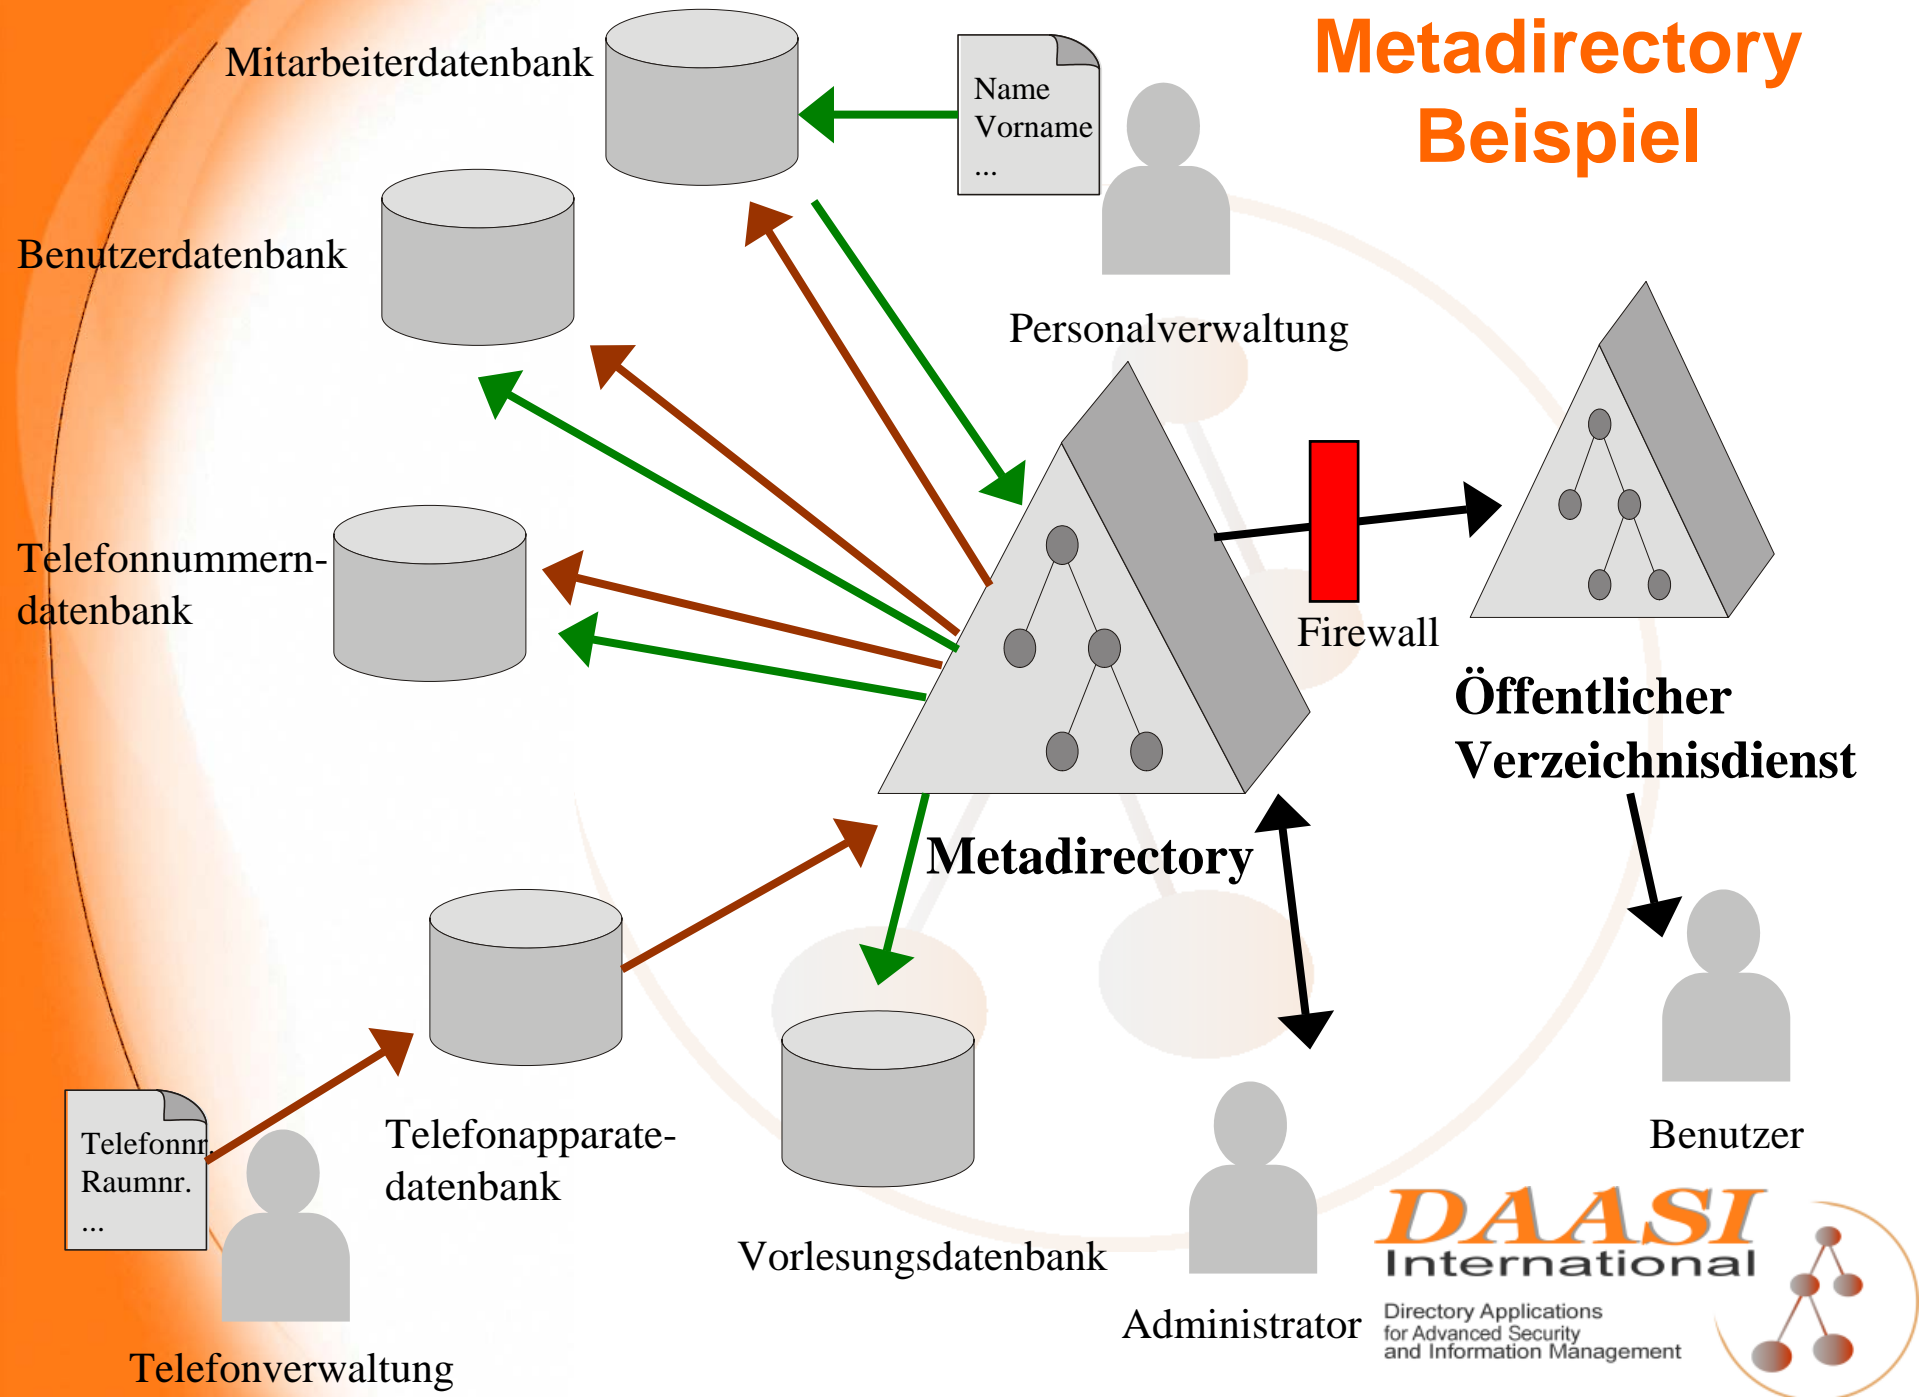 Metadirectory
Beispiel
Mitarbeiterdatenbank
Name
Vorname
...
Benutzerdatenbank
Personalverwaltung
Telefonnummern-
datenbank
Firewall
Öffentlicher
Verzeichnisdienst
Metadirectory
Telefonnr.
Raumnr.
...
Telefonapparate-
datenbank
Benutzer
Vorlesungsdatenbank
Administrator
Telefonverwaltung
DAASI
International
Directory Applications
for Advanced Security
and Information Management